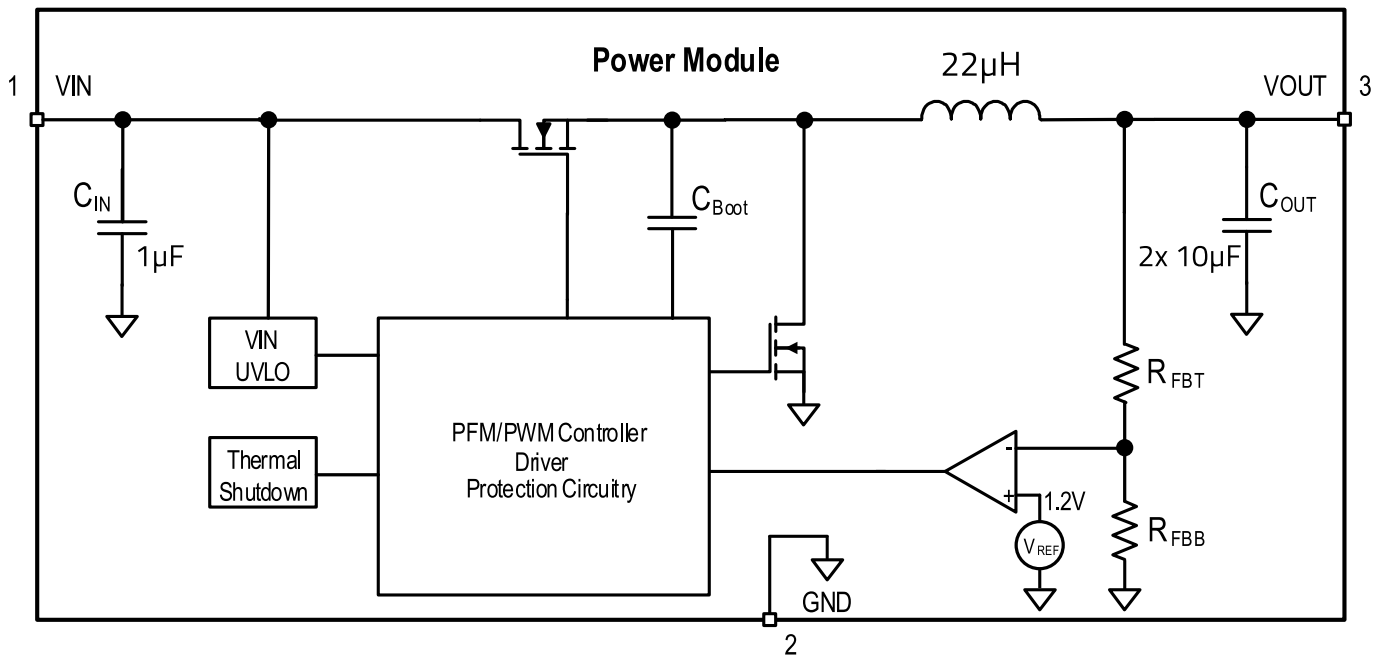 Power Module
22µH
1
VIN
VOUT
3
C_IN
1µF
C_Boot
C_OUT
2x 10µF
VIN
UVLO
R_FBT
PFM/PWM Controller
Driver
Protection Circuitry
Thermal
Shutdown
-
+
1.2V
V_REF
R_FBB
GND
2